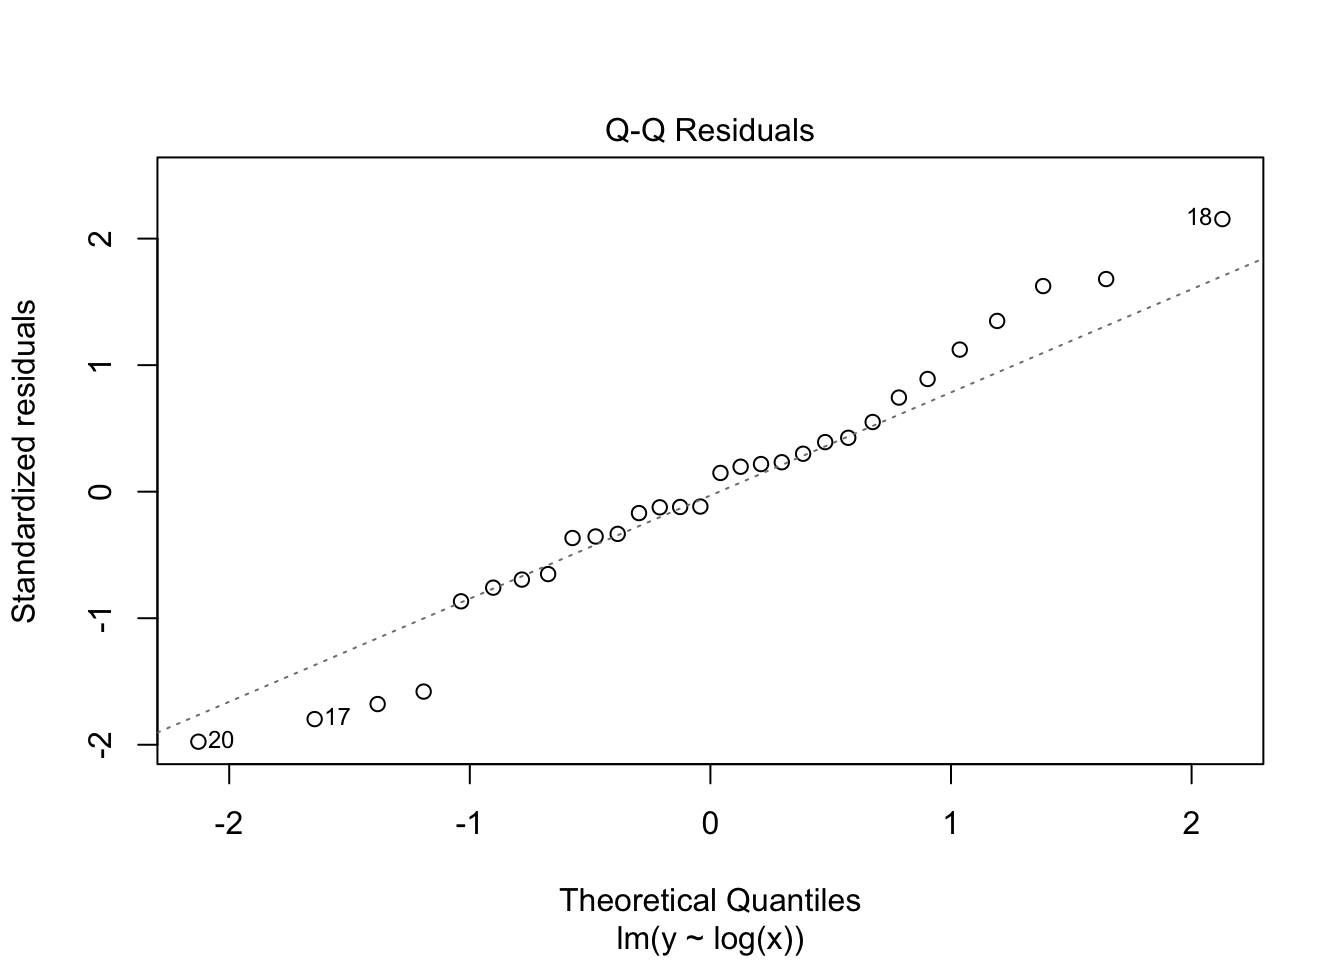 Q-Q Residuals
Standardized residuals
2
1
0
-1
-2
18
17
20
-2 -1 0 1 2
Theoretical Quantiles
lm(y ~ log(x))